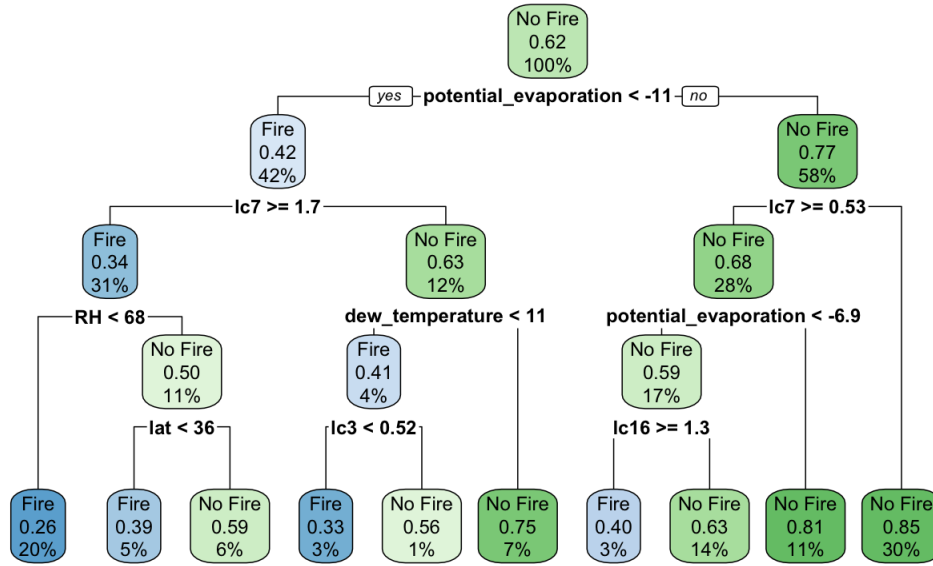 No Fire
0.62
100%
yes potential_evaporation < -11 no
Fire
0.42
42%
No Fire
0.77
58%
lc7 >= 1.7
lc7 >= 0.53
Fire
0.34
31%
No Fire
0.63
12%
No Fire
0.68
28%
RH < 68
dew_temperature < 11
potential_evaporation < -6.9
No Fire
0.50
11%
Fire
0.41
4%
No Fire
0.59
17%
lat < 36
lc3 < 0.52
lc16 >= 1.3
Fire
0.26
20%
Fire
0.39
5%
No Fire
0.59
6%
Fire
0.33
3%
No Fire
0.56
1%
No Fire
0.75
7%
Fire
0.40
3%
No Fire
0.63
14%
No Fire
0.81
11%
No Fire
0.85
30%